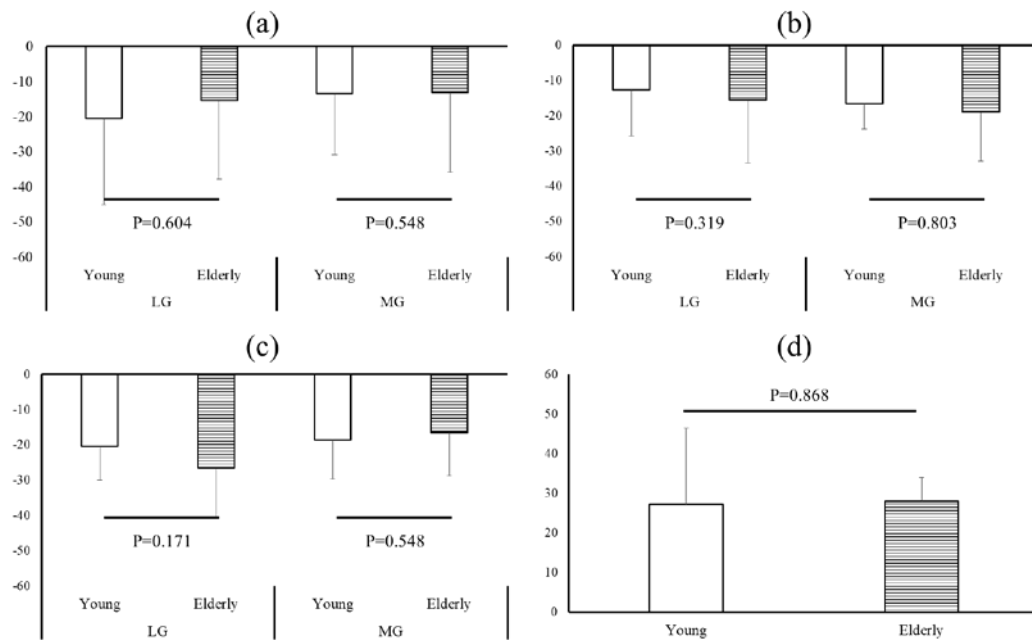 (a)
0
-10
-20
-30
-40
-50
-60
P=0.604
P=0.548
Young Elderly Young Elderly
LG MG
(b)
0
-10
-20
-30
-40
-50
-60
P=0.319
P=0.803
Young Elderly Young Elderly
LG MG
(c)
0
-10
-20
-30
-40
-50
-60
P=0.171
P=0.548
Young Elderly Young Elderly
LG MG
(d)
60
50
40
30
20
10
0
P=0.868
Young Elderly